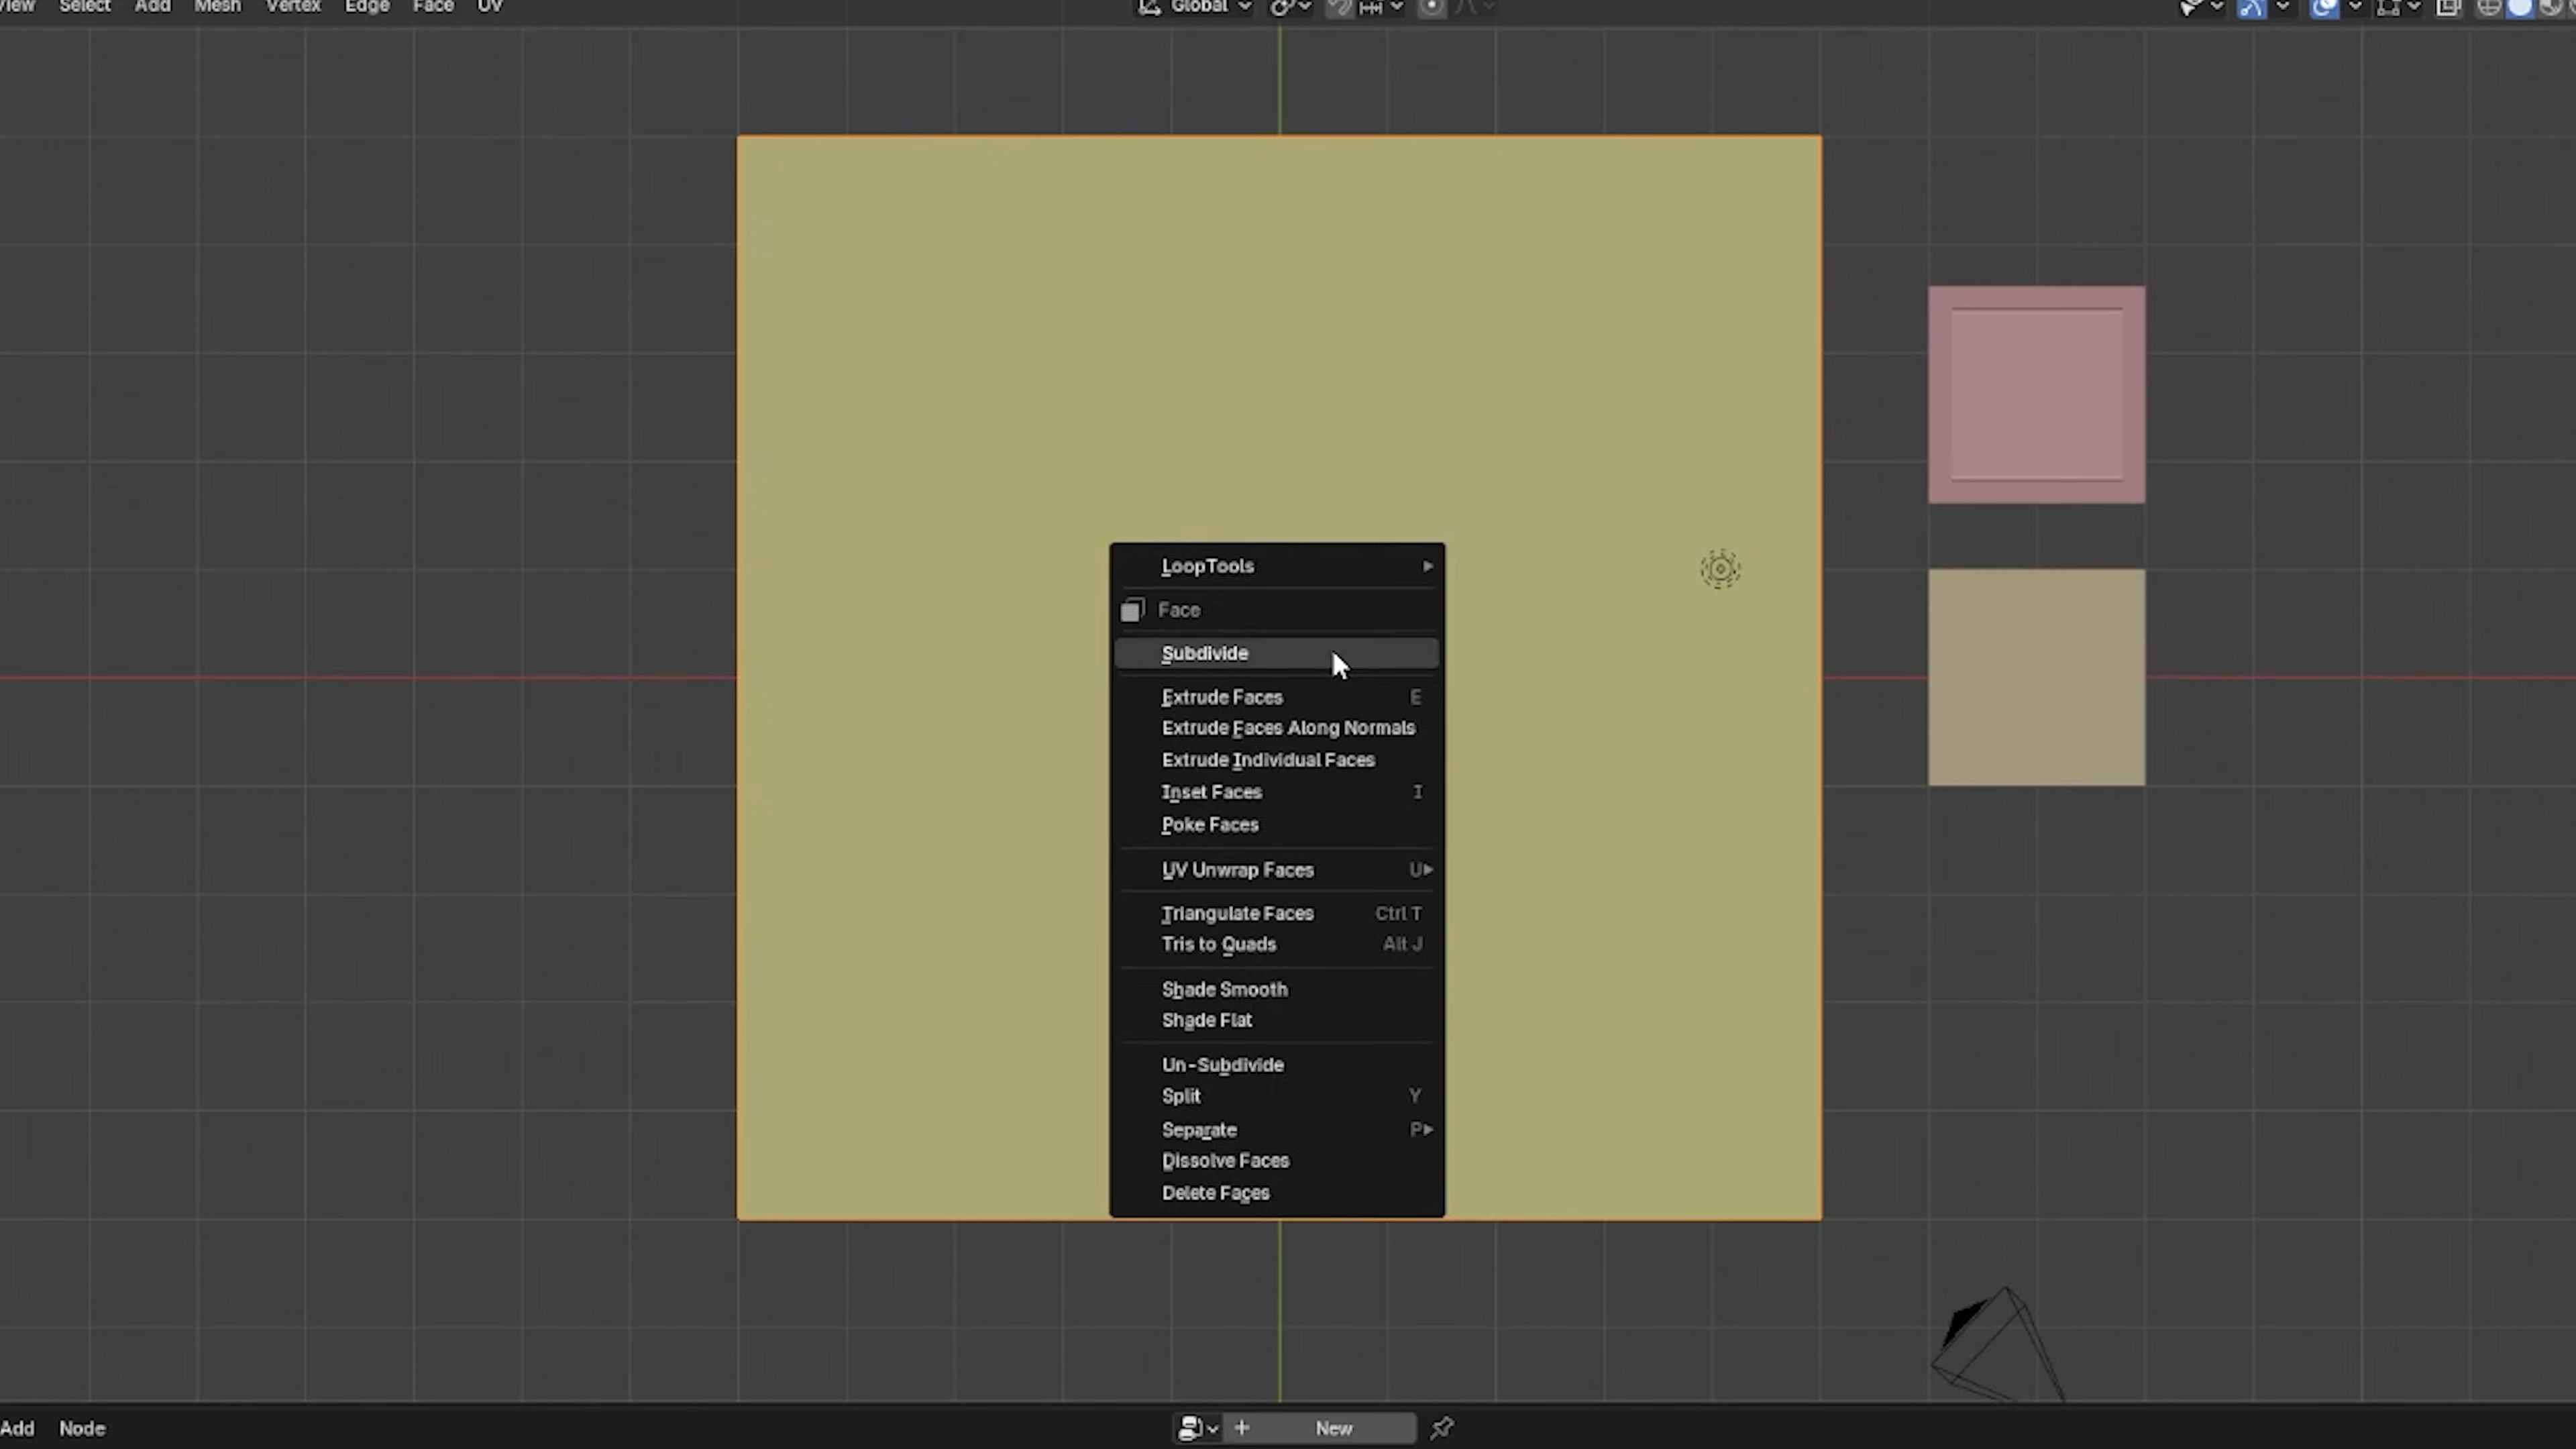 View Select Add Mesh Vertex Edge Face UV
Global
LoopTools
Face
Subdivide
Extrude Faces E
Extrude Faces Along Normals
Extrude Individual Faces
Inset Faces I
Poke Faces
UV Unwrap Faces U
Triangulate Faces Ctrl T
Tris to Quads Alt J
Shade Smooth
Shade Flat
Un-Subdivide
Split Y
Separate P
Dissolve Faces
Delete Faces
Add Node
New